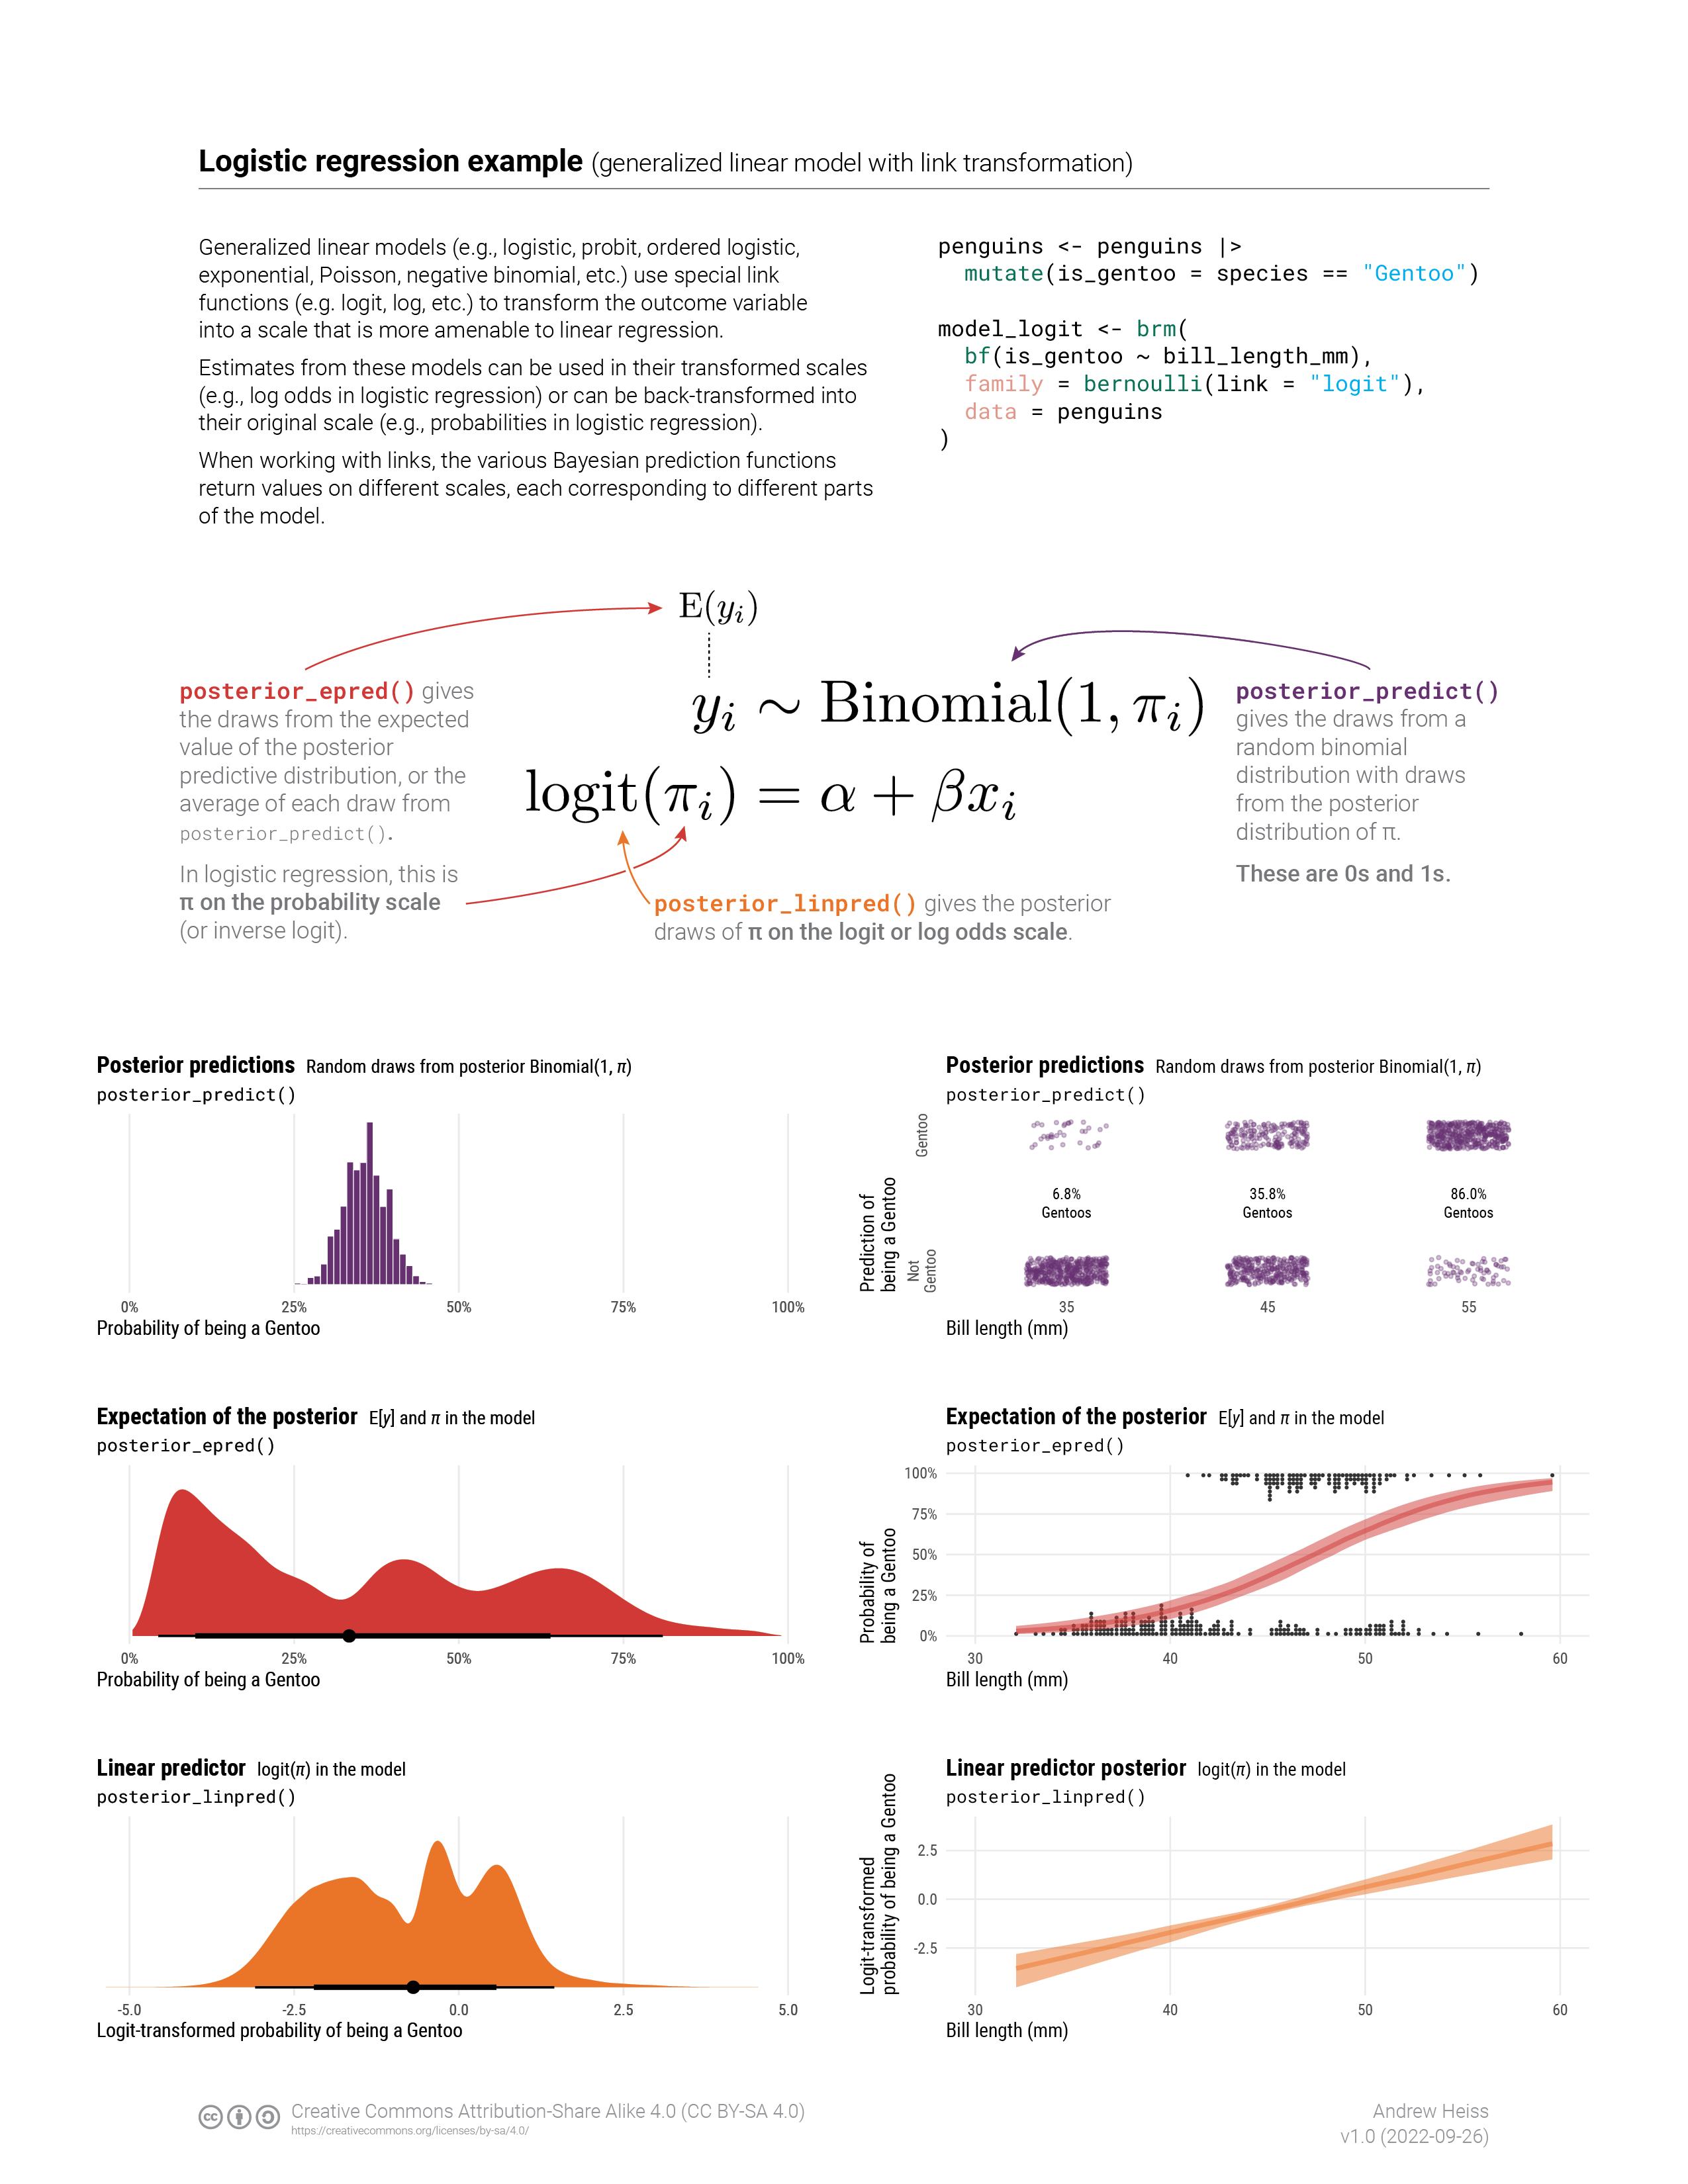 Logistic regression example (generalized linear model with link transformation)
Generalized linear models (e.g., logistic, probit, ordered logistic,
exponential, Poisson, negative binomial, etc.) use special link
functions (e.g. logit, log, etc.) to transform the outcome variable
into a scale that is more amenable to linear regression.
Estimates from these models can be used in their transformed scales
(e.g., log odds in logistic regression) or can be back-transformed into
their original scale (e.g., probabilities in logistic regression).
When working with links, the various Bayesian prediction functions
return values on different scales, each corresponding to different parts
of the model.
penguins <- penguins |>
  mutate(is_gentoo = species == "Gentoo")
model_logit <- brm(
  bf(is_gentoo ~ bill_length_mm),
  family = bernoulli(link = "logit"),
  data = penguins
)
E(yᵢ)
yᵢ ∼ Binomial(1, πᵢ)
logit(πᵢ) = α + βxᵢ
posterior_epred() gives
the draws from the expected
value of the posterior
predictive distribution, or the
average of each draw from
posterior_predict().
In logistic regression, this is
π on the probability scale
(or inverse logit).
posterior_linpred() gives the posterior
draws of π on the logit or log odds scale.
posterior_predict()
gives the draws from a
random binomial
distribution with draws
from the posterior
distribution of π.
These are 0s and 1s.
Posterior predictions Random draws from posterior Binomial(1, π)
posterior_predict()
0% 25% 50% 75% 100%
Probability of being a Gentoo
Posterior predictions Random draws from posterior Binomial(1, π)
posterior_predict()
Prediction of
being a Gentoo
Gentoo
6.8% 35.8% 86.0%
Gentoos Gentoos Gentoos
Not
Gentoo
35 45 55
Bill length (mm)
Expectation of the posterior E[y] and π in the model
posterior_epred()
0% 25% 50% 75% 100%
Probability of being a Gentoo
Expectation of the posterior E[y] and π in the model
posterior_epred()
Probability of
being a Gentoo
100%
75%
50%
25%
0%
30 40 50 60
Bill length (mm)
Linear predictor logit(π) in the model
posterior_linpred()
-5.0 -2.5 0.0 2.5 5.0
Logit-transformed probability of being a Gentoo
Linear predictor posterior logit(π) in the model
posterior_linpred()
Logit-transformed
probability of being a Gentoo
2.5
0.0
-2.5
30 40 50 60
Bill length (mm)
cc
Creative Commons Attribution-Share Alike 4.0 (CC BY-SA 4.0)
https://creativecommons.org/licenses/by-sa/4.0/
Andrew Heiss
v1.0 (2022-09-26)